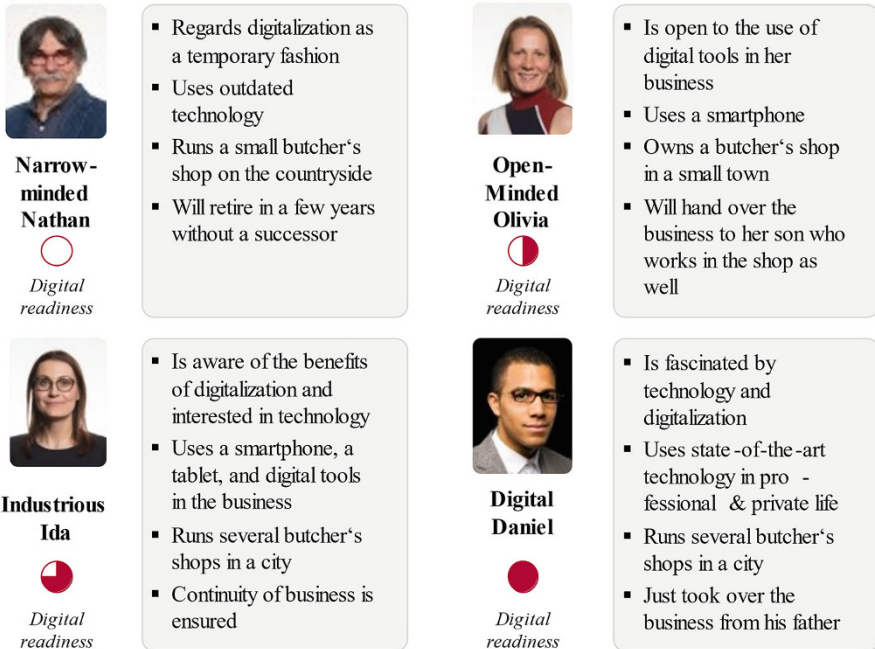 Narrow-
minded
Nathan
Digital
readiness
▪ Regards digitalization as
a temporary fashion
▪ Uses outdated
technology
▪ Runs a small butcher‘s
shop on the countryside
▪ Will retire in a few years
without a successor
Open-
Minded
Olivia
Digital
readiness
▪ Is open to the use of
digital tools in her
business
▪ Uses a smartphone
▪ Owns a butcher‘s shop
in a small town
▪ Will hand over the
business to her son who
works in the shop as
well
Industrious
Ida
Digital
readiness
▪ Is aware of the benefits
of digitalization and
interested in technology
▪ Uses a smartphone, a
tablet, and digital tools
in the business
▪ Runs several butcher‘s
shops in a city
▪ Continuity of business is
ensured
Digital
Daniel
Digital
readiness
▪ Is fascinated by
technology and
digitalization
▪ Uses state-of-the-art
technology in pro -
fessional & private life
▪ Runs several butcher‘s
shops in a city
▪ Just took over the
business from his father